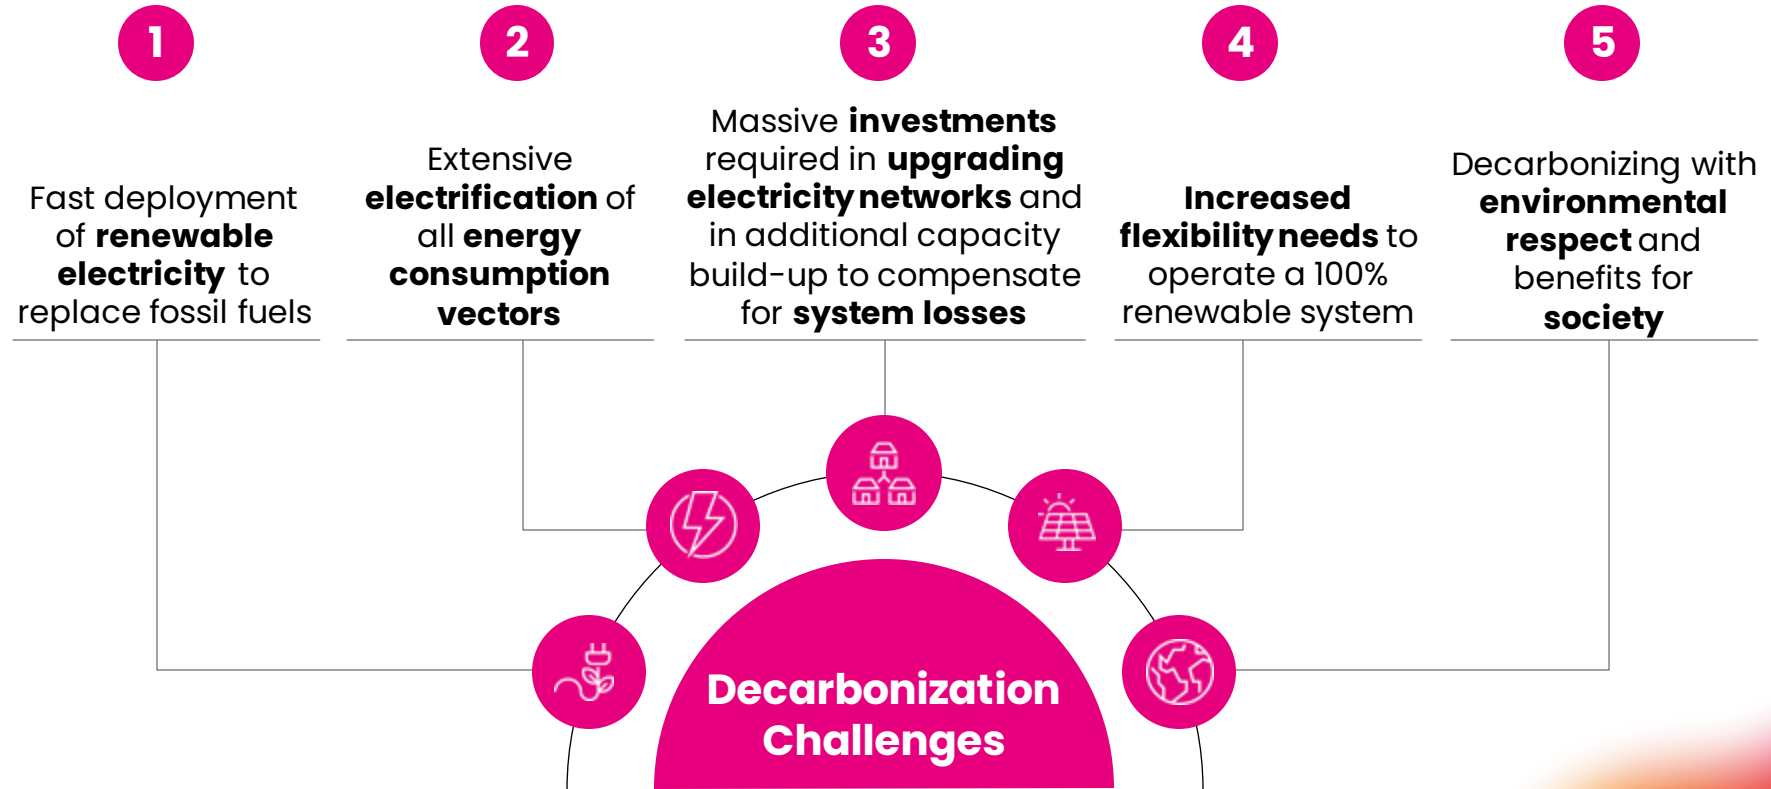 1
Fast deployment
of renewable
electricity to
replace fossil fuels
2
Extensive
electrification of
all energy
consumption
vectors
3
Massive investments
required in upgrading
electricity networks and
in additional capacity
build-up to compensate
for system losses
4
Increased
flexibility needs to
operate a 100%
renewable system
5
Decarbonizing with
environmental
respect and
benefits for
society
Decarbonization
Challenges